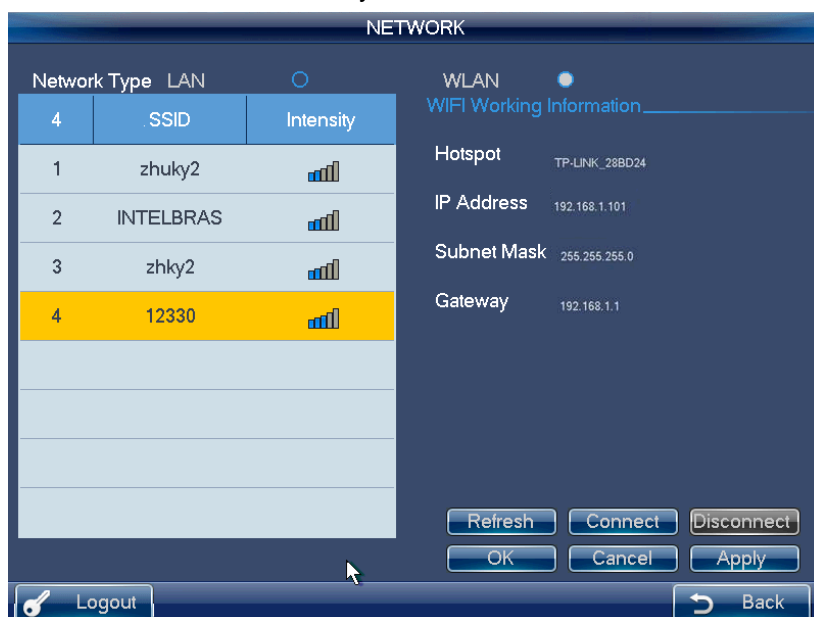 NETWORK
Network Type LAN WLAN
WIFI Working Information
4 SSID Intensity
1 zhuky2
2 INTELBRAS
3 zhky2
4 12330
Hotspot TP-LINK_28BD24
IP Address 192.168.1.101
Subnet Mask 255.255.255.0
Gateway 192.168.1.1
Refresh Connect Disconnect
OK Cancel Apply
Logout Back